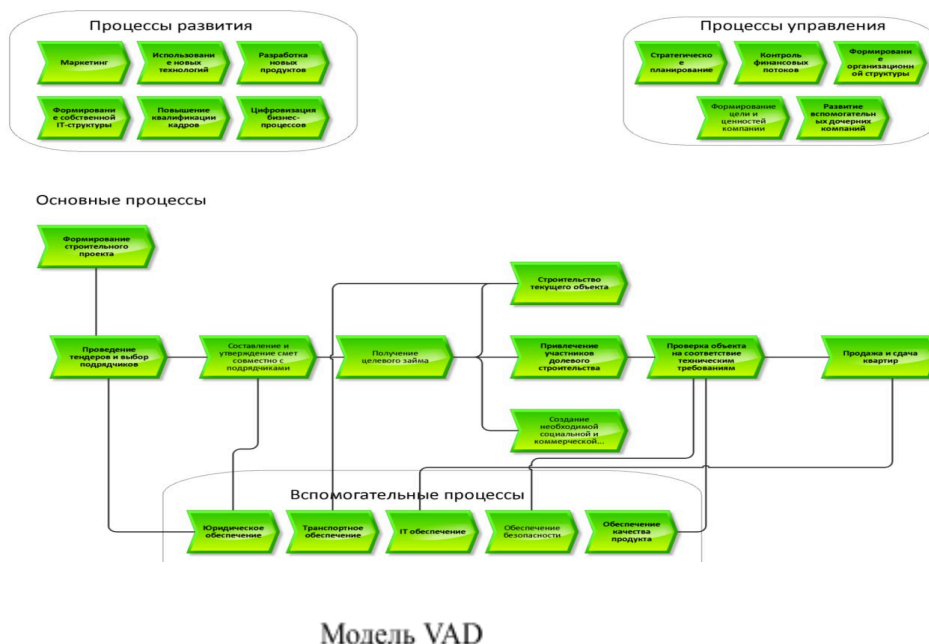 Процессы развития
Маркетинг
Использовани
е новых
технологий
Разработка
новых
продуктов
Формировани
е собственной
IT-структуры
Повышение
квалификации
кадров
Цифровизация
бизнес-
процессов
Процессы управления
Стратегическо
е
планирование
Контроль
финансовых
потоков
Формировани
е
организационн
ой структуры
Формирование
цели и
ценностей
компании
Развитие
вспомогательн
ых дочерних
компаний
Основные процессы
Формирование
строительного
проекта
Строительство
текущего объекта
Проведение
тендеров и выбор
подрядчиков
Составление и
утверждение смет
совместно с
подрядчиками
Получение
целевого займа
Привлечение
участников
долевого
строительства
Проверка объекта
на соответствие
техническим
требованиям
Продажа и сдача
квартир
Создание
необходимой
социальной и
коммерческой...
Вспомогательные процессы
Юридическое
обеспечение
Транспортное
обеспечение
IT обеспечение
Обеспечение
безопасности
Обеспечение
качества
продукта
Модель VAD